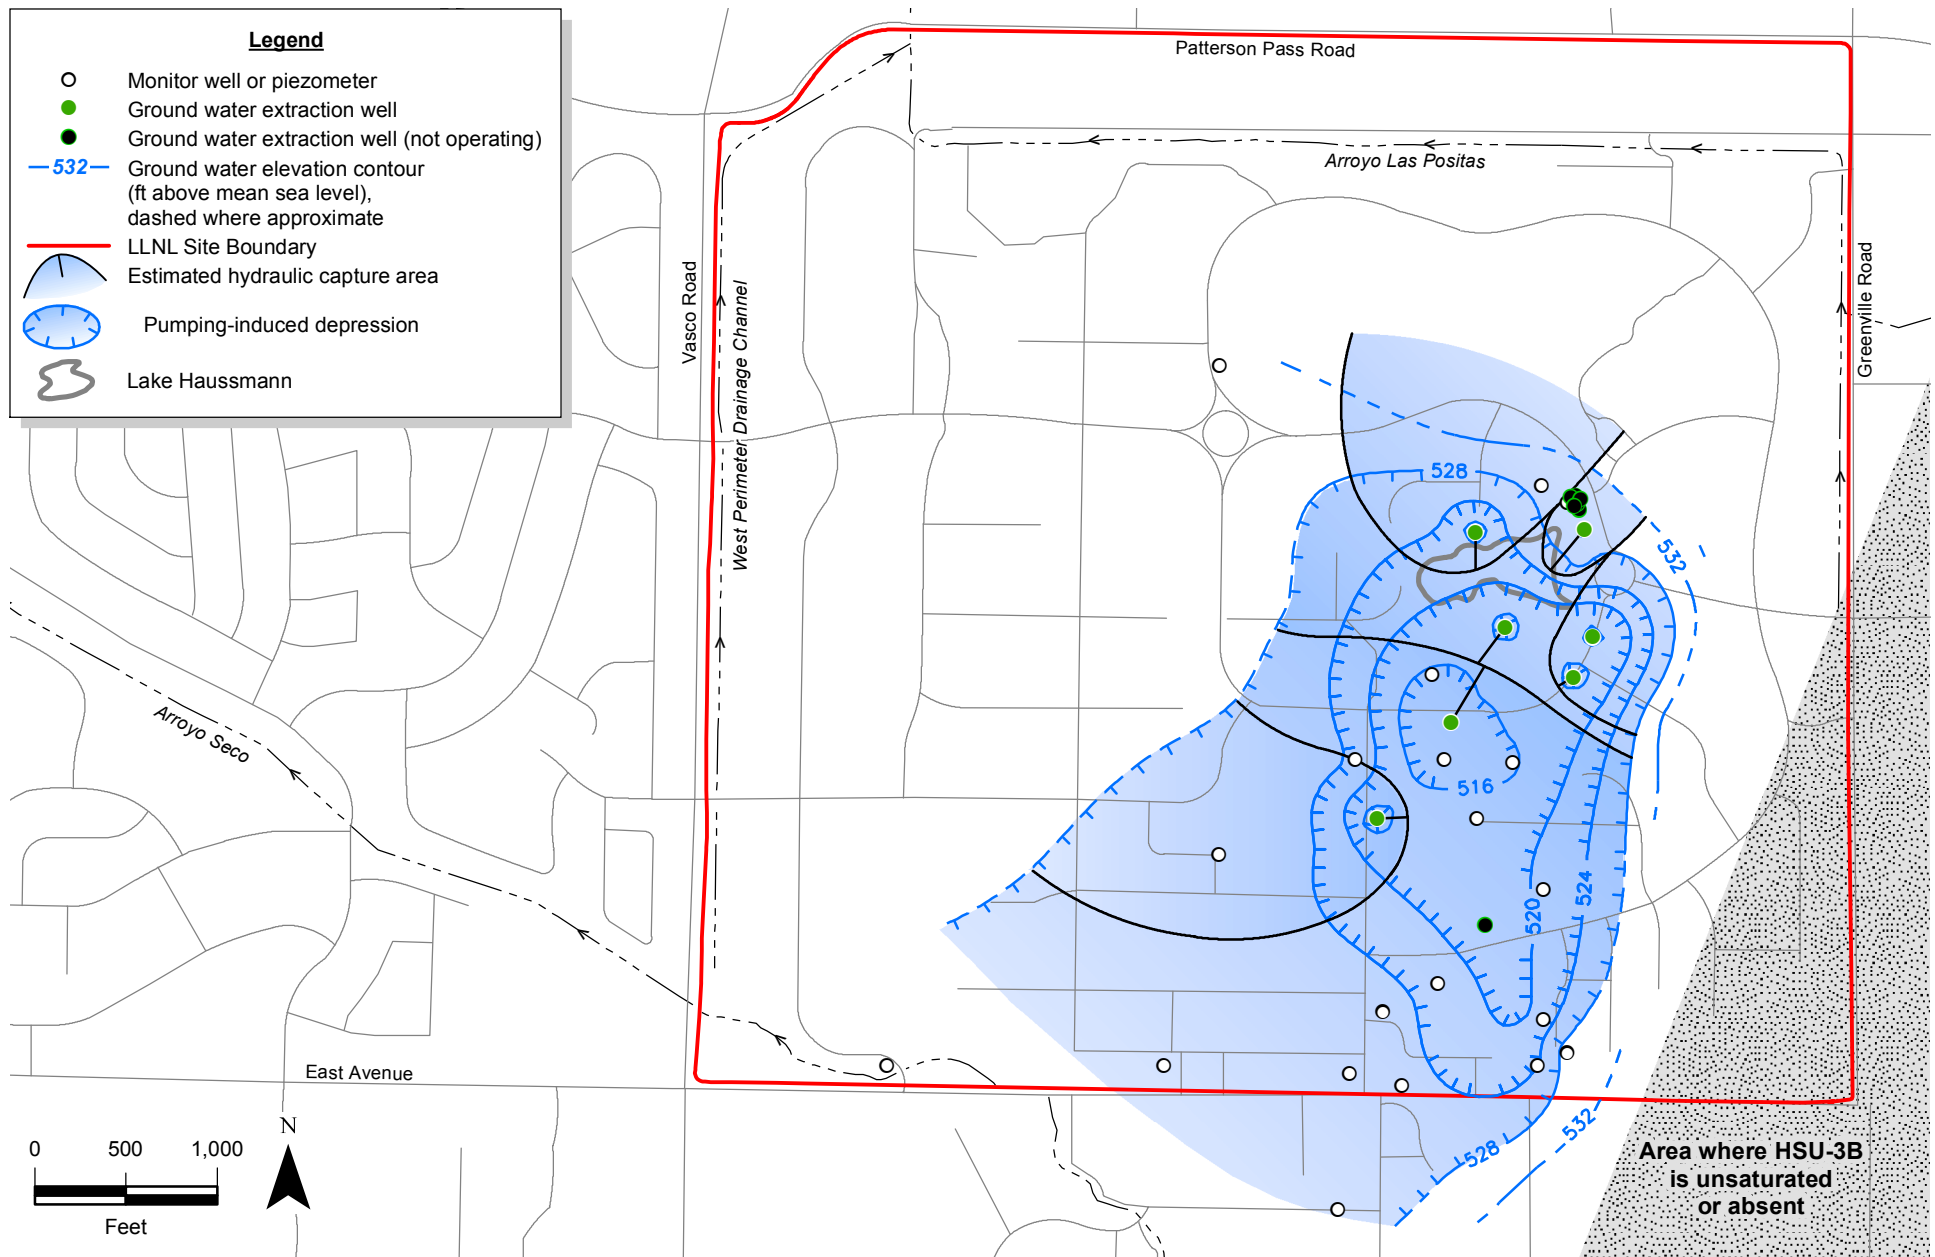 Legend
Monitor well or piezometer
Ground water extraction well
Ground water extraction well (not operating)
532
Ground water elevation contour
(ft above mean sea level),
dashed where approximate
LLNL Site Boundary
Estimated hydraulic capture area
Pumping-induced depression
Lake Haussmann
Patterson Pass Road
Arroyo Las Positas
Vasco Road
West Perimeter Drainage Channel
Greenville Road
528
532
Arroyo Seco
516
524
520
East Avenue
532
528
Area where HSU-3B
is unsaturated
or absent
N
0 500 1,000
Feet